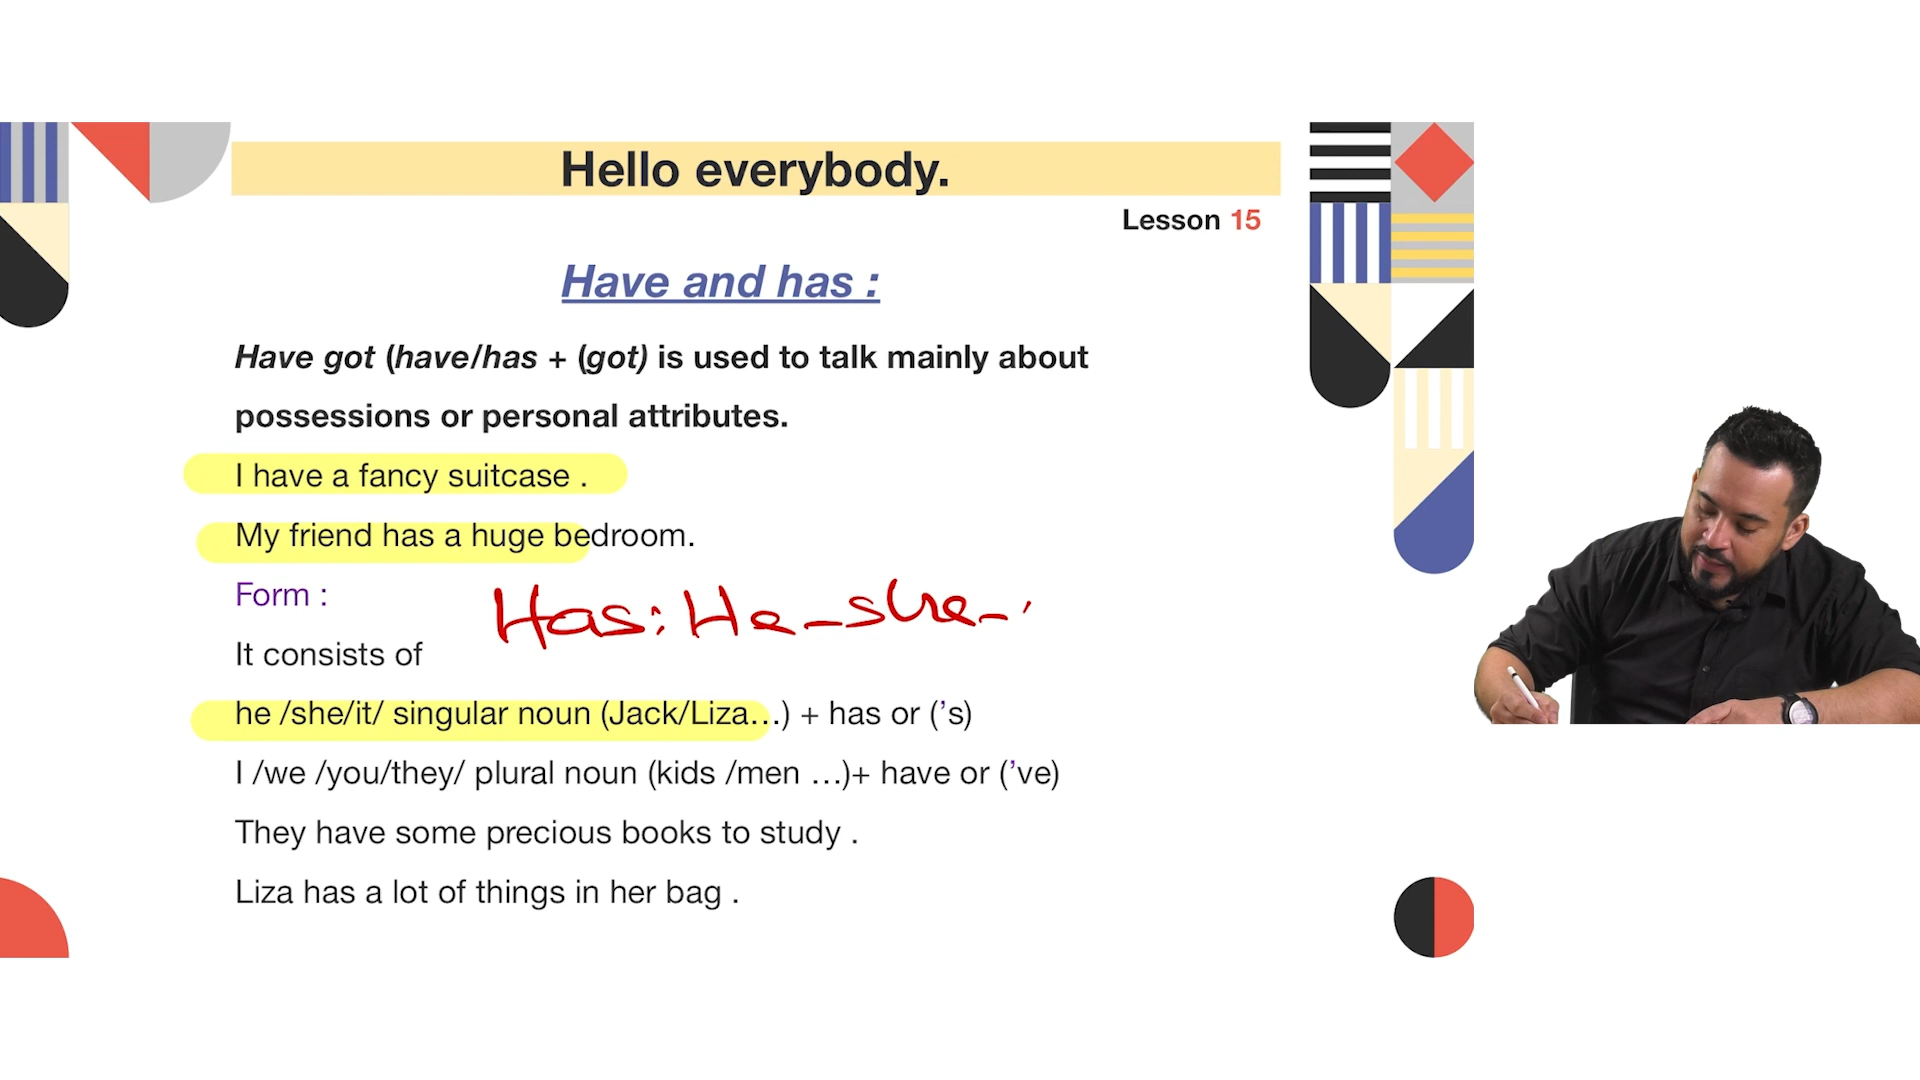 Hello everybody.
Lesson 15
Have and has :
Have got (have/has + (got) is used to talk mainly about
possessions or personal attributes.
I have a fancy suitcase .
My friend has a huge bedroom.
Form :
Has: He_she_
It consists of
he /she/it/ singular noun (Jack/Liza…) + has or (’s)
I /we /you/they/ plural noun (kids /men …)+ have or (’ve)
They have some precious books to study .
Liza has a lot of things in her bag .